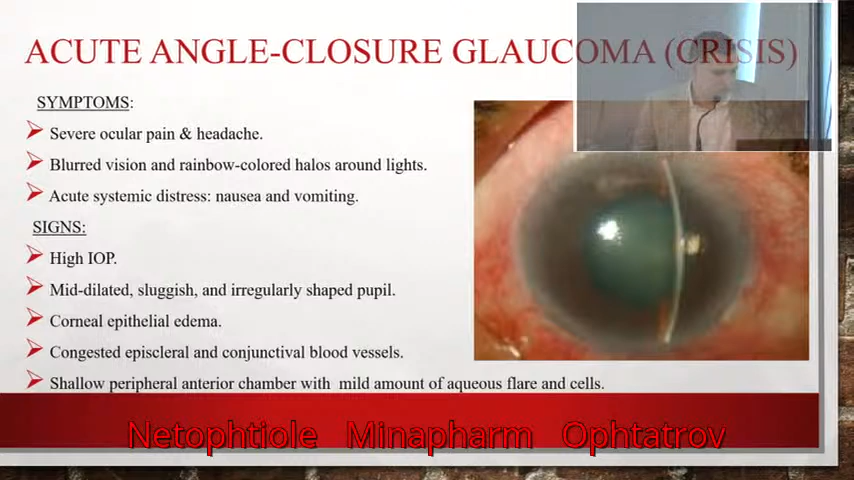 ACUTE ANGLE-CLOSURE GLAUCOMA (CRISIS)
SYMPTOMS:
Severe ocular pain & headache.
Blurred vision and rainbow-colored halos around lights.
Acute systemic distress: nausea and vomiting.
SIGNS:
High IOP.
Mid-dilated, sluggish, and irregularly shaped pupil.
Corneal epithelial edema.
Congested episcleral and conjunctival blood vessels.
Shallow peripheral anterior chamber with mild amount of aqueous flare and cells.
Netophtiole Minapharm Ophtatrov